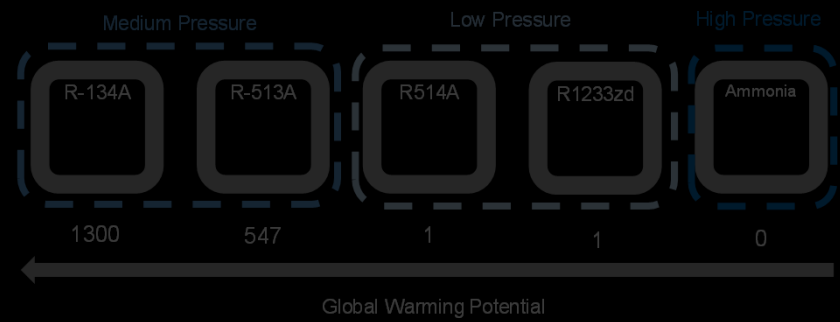 Medium Pressure
Low Pressure
High Pressure
R-134A
R-513A
R514A
R1233zd
Ammonia
1300
547
1
1
0
Global Warming Potential